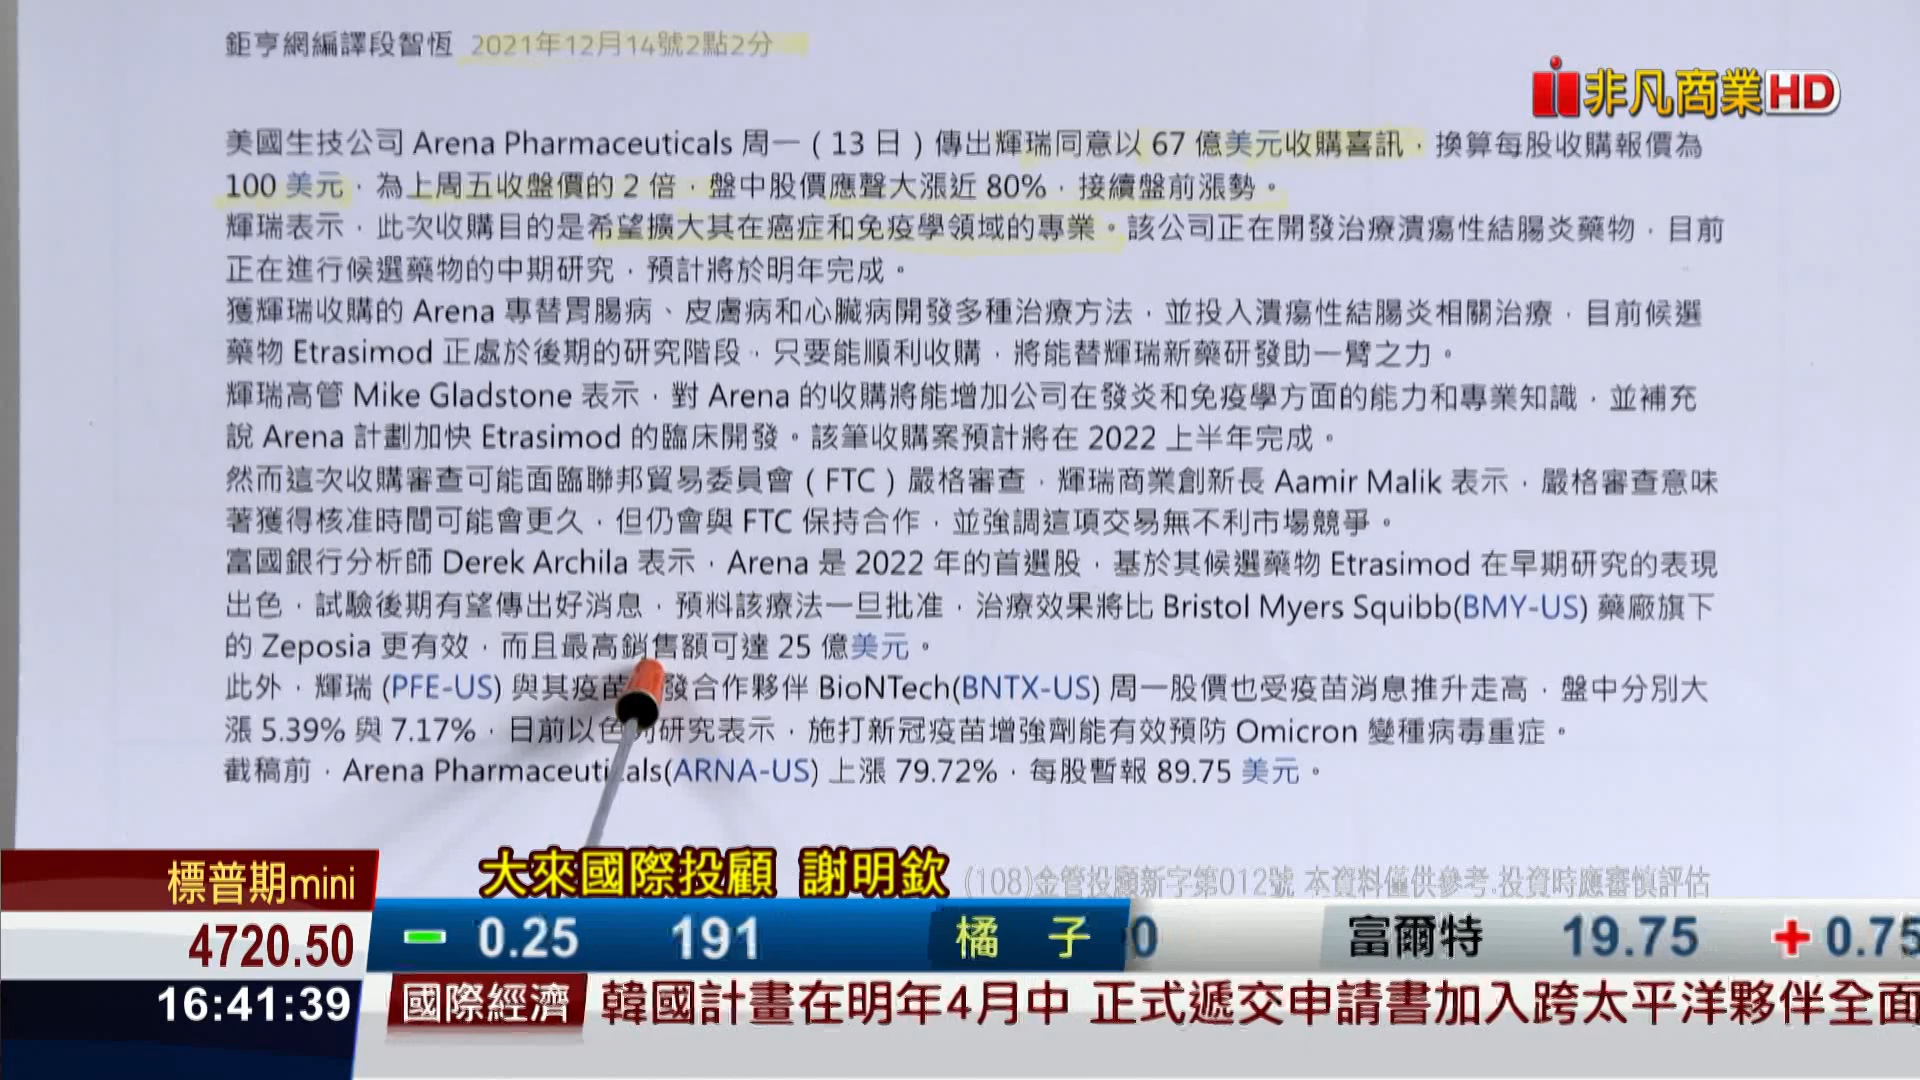 鉅亨網編譯段智恆 2021年12月14號2點2分
非凡商業HD
美國生技公司 Arena Pharmaceuticals 周一（13 日）傳出輝瑞同意以 67 億美元收購喜訊，換算每股收購報價為
100 美元，為上周五收盤價的 2 倍，盤中股價應聲大漲近 80%，接續盤前漲勢。
輝瑞表示，此次收購目的是希望擴大其在癌症和免疫學領域的專業。該公司正在開發治療潰瘍性結腸炎藥物，目前
正在進行候選藥物的中期研究，預計將於明年完成。
獲輝瑞收購的 Arena 專替胃腸病、皮膚病和心臟病開發多種治療方法，並投入潰瘍性結腸炎相關治療，目前候選
藥物 Etrasimod 正處於後期的研究階段，只要能順利收購，將能替輝瑞新藥研發助一臂之力。
輝瑞高管 Mike Gladstone 表示，對 Arena 的收購將能增加公司在發炎和免疫學方面的能力和專業知識，並補充
說 Arena 計劃加快 Etrasimod 的臨床開發。該筆收購案預計將在 2022 上半年完成。
然而這次收購審查可能面臨聯邦貿易委員會（FTC）嚴格審查，輝瑞商業創新長 Aamir Malik 表示，嚴格審查意味
著獲得核准時間可能會更久，但仍會與 FTC 保持合作，並強調這項交易無不利市場競爭。
富國銀行分析師 Derek Archila 表示，Arena 是 2022 年的首選股，基於其候選藥物 Etrasimod 在早期研究的表現
出色，試驗後期有望傳出好消息，預料該療法一旦批准，治療效果將比 Bristol Myers Squibb(BMY-US) 藥廠旗下
的 Zeposia 更有效，而且最高銷售額可達 25 億美元。
此外，輝瑞 (PFE-US) 與其疫苗 發合作夥伴 BioNTech(BNTX-US) 周一股價也受疫苗消息推升走高，盤中分別大
漲 5.39% 與 7.17%，日前以色列研究表示，施打新冠疫苗增強劑能有效預防 Omicron 變種病毒重症。
截稿前，Arena Pharmaceuticals(ARNA-US) 上漲 79.72%，每股暫報 89.75 美元。
大來國際投顧 謝明欽 (108)金管投顧新字第012號 本資料僅供參考.投資時應審慎評估
標普期mini
4720.50 － 0.25 191 橘子 0 富爾特 19.75 + 0.75
16:41:39 國際經濟 韓國計畫在明年4月中 正式遞交申請書加入跨太平洋夥伴全面